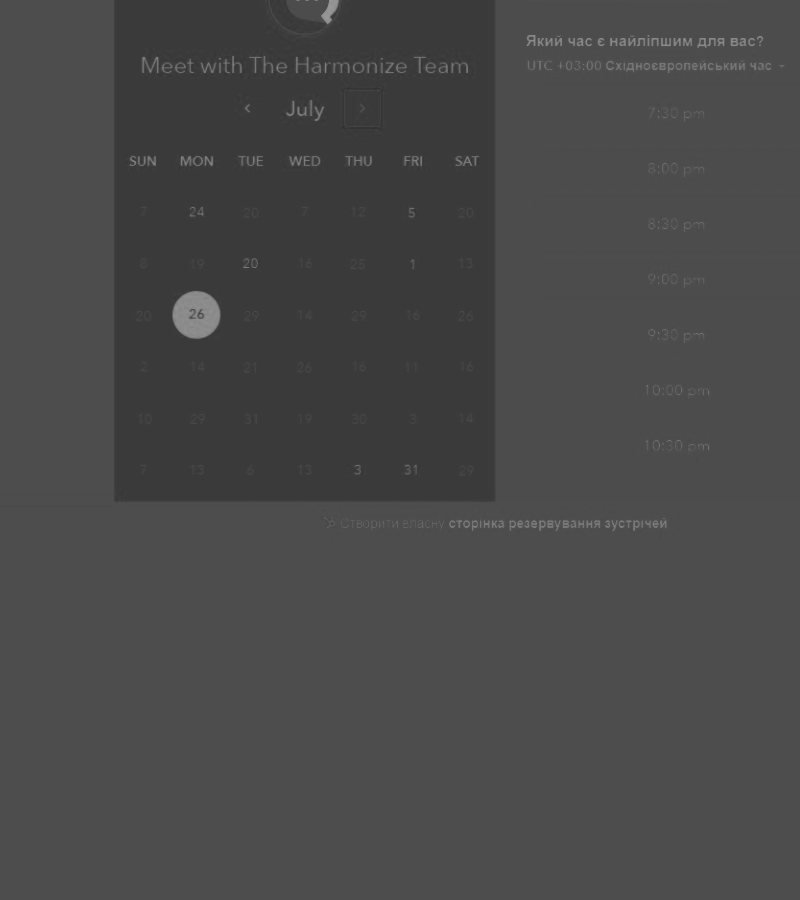 Meet with The Harmonize Team
July
SUN MON TUE WED THU FRI SAT
7 24 20 7 12 5 20
8 19 20 16 25 1 13
20 26 29 14 29 16 26
2 14 21 26 16 11 16
10 29 31 19 30 3 14
7 13 6 13 3 31 29
Який час є найліпшим для вас?
UTC +03:00 Східноєвропейський час
7:30 pm
8:00 pm
8:30 pm
9:00 pm
9:30 pm
10:00 pm
10:30 pm
Створити власну сторінка резервування зустрічей